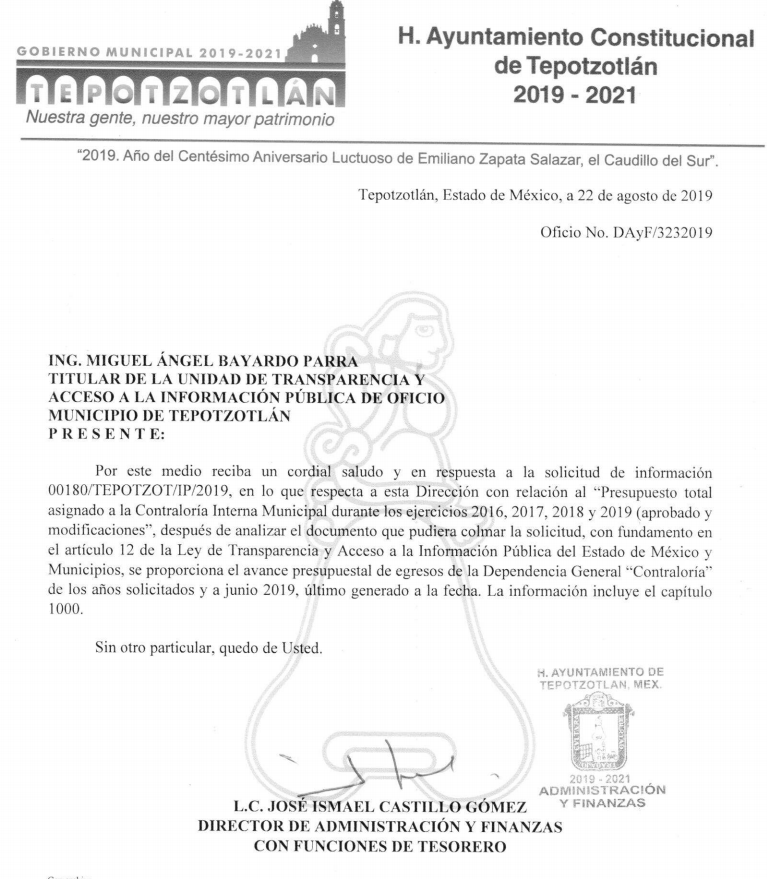 GOBIERNO MUNICIPAL 2019-2021
TEPOTZOTLÁN
Nuestra gente, nuestro mayor patrimonio
H. Ayuntamiento Constitucional
de Tepotzotlán
2019 - 2021
“2019. Año del Centésimo Aniversario Luctuoso de Emiliano Zapata Salazar, el Caudillo del Sur”.
Tepotzotlán, Estado de México, a 22 de agosto de 2019
Oficio No. DAyF/3232019
ING. MIGUEL ÁNGEL BAYARDO PARRA
TITULAR DE LA UNIDAD DE TRANSPARENCIA Y
ACCESO A LA INFORMACIÓN PÚBLICA DE OFICIO
MUNICIPIO DE TEPOTZOTLÁN
P R E S E N T E:
Por este medio reciba un cordial saludo y en respuesta a la solicitud de información
00180/TEPOTZOT/IP/2019, en lo que respecta a esta Dirección con relación al “Presupuesto total
asignado a la Contraloría Interna Municipal durante los ejercicios 2016, 2017, 2018 y 2019 (aprobado y
modificaciones”, después de analizar el documento que pudiera colmar la solicitud, con fundamento en
el artículo 12 de la Ley de Transparencia y Acceso a la Información Pública del Estado de México y
Municipios, se proporciona el avance presupuestal de egresos de la Dependencia General “Contraloría”
de los años solicitados y a junio 2019, último generado a la fecha. La información incluye el capítulo
1000.
Sin otro particular, quedo de Usted.
H. AYUNTAMIENTO DE
TEPOTZOTLAN, MEX.
2019 - 2021
ADMINISTRACIÓN
Y FINANZAS
L.C. JOSÉ ISMAEL CASTILLO GÓMEZ
DIRECTOR DE ADMINISTRACIÓN Y FINANZAS
CON FUNCIONES DE TESORERO